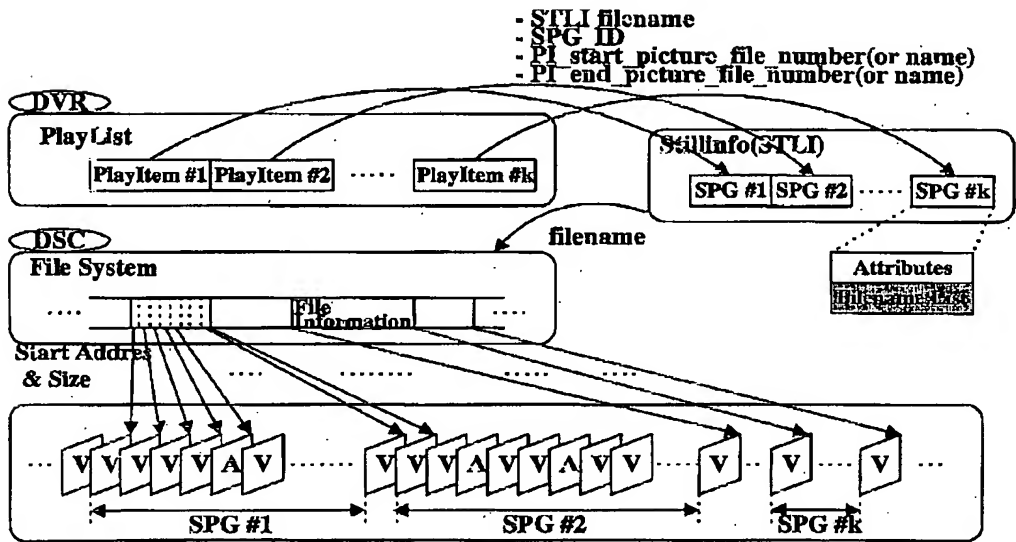 - STLI filename
- SPG_ID
- PI_start_picture_file_number(or name)
- PI_end_picture_file_number(or name)
DVR
PlayList
PlayItem #1 PlayItem #2 ····· PlayItem #k
Stillinfo(STLI)
SPG #1 SPG #2 ····· SPG #k
filename
Attributes
DSC
File System
File
Information
Start Addres
& Size
V V V V V A V V V V A V V A V V V V V
SPG #1 SPG #2 SPG #k